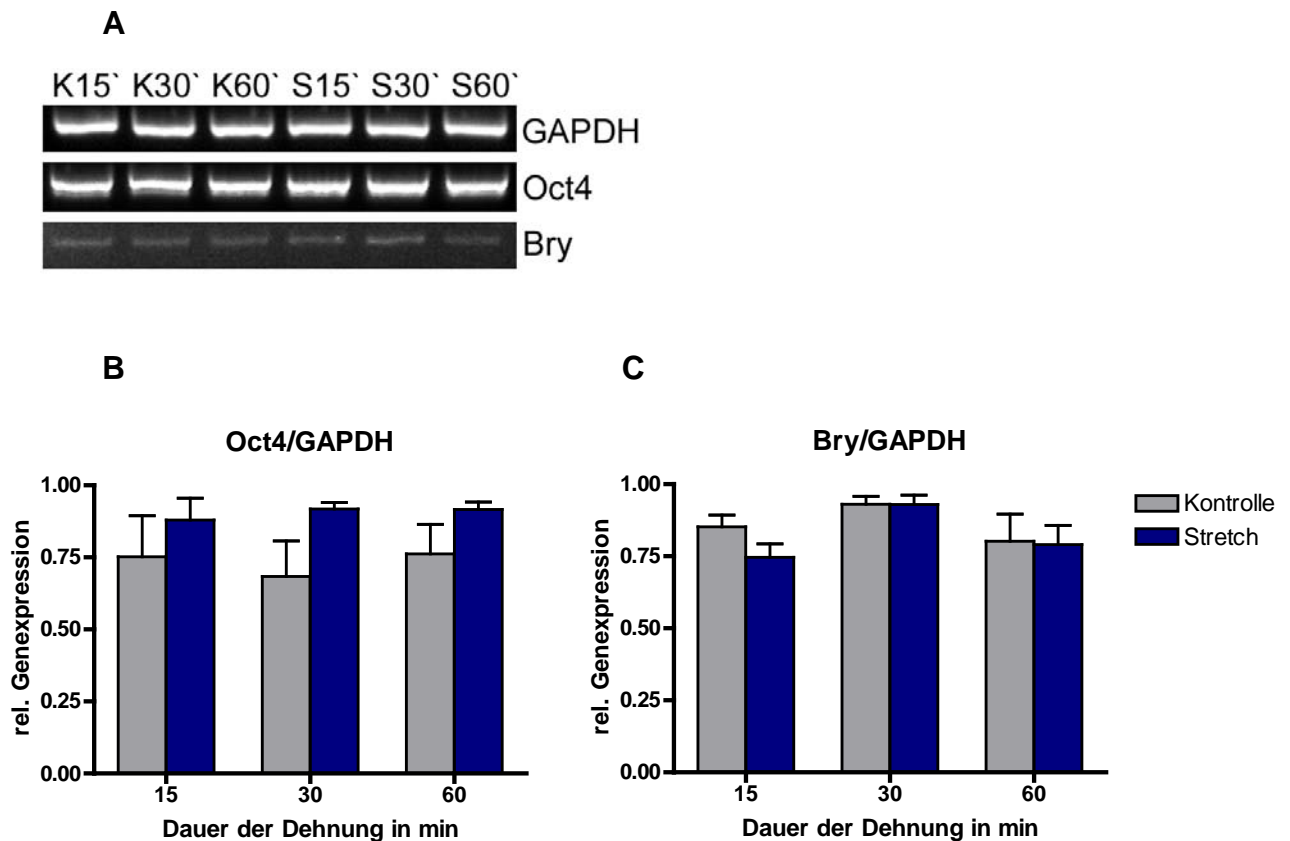 A
K15` K30` K60` S15` S30` S60`
GAPDH
Oct4
Bry
B
Oct4/GAPDH
rel. Genexpression
1.00
0.75
0.50
0.25
0.00
15 30 60
Dauer der Dehnung in min
C
Bry/GAPDH
rel. Genexpression
1.00
0.75
0.50
0.25
0.00
15 30 60
Dauer der Dehnung in min
Kontrolle
Stretch